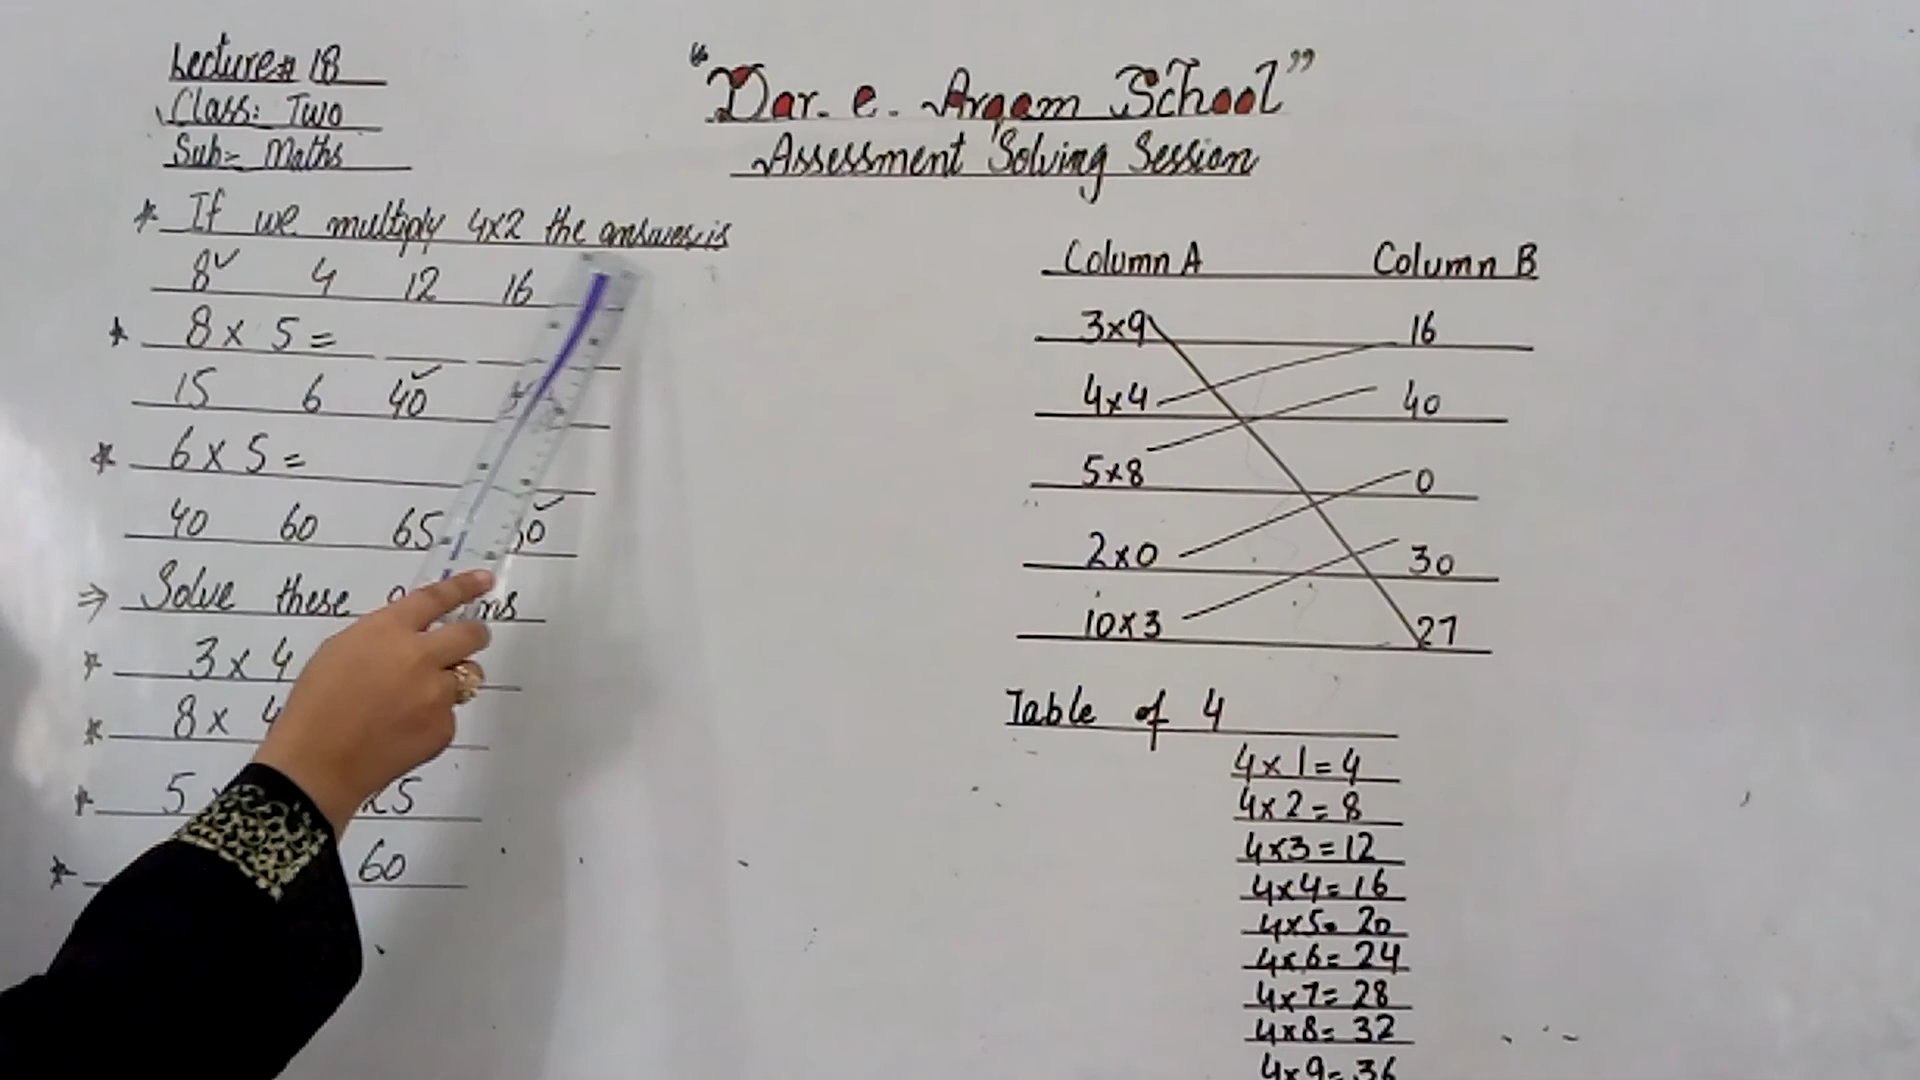 Lecture# 18
Class: Two
Sub= Maths
"Dar. e. Arqam School"
Assessment Solving Session
* If we multiply 4x2 the answer is
8✓ 4 12 16
* 8 x 5 = _ _ _
15 6 40✓
* 6 x 5 =
40 60 65 30✓
⇒ Solve these
* 3 x 4
* 8 x 4
* 5 25
* 60
Column A Column B
3x9 16
4x4 40
5x8 0
2x0 30
10x3 27
Table of 4
4x1=4
4x2=8
4x3=12
4x4=16
4x5=20
4x6=24
4x7=28
4x8=32
4x9=36